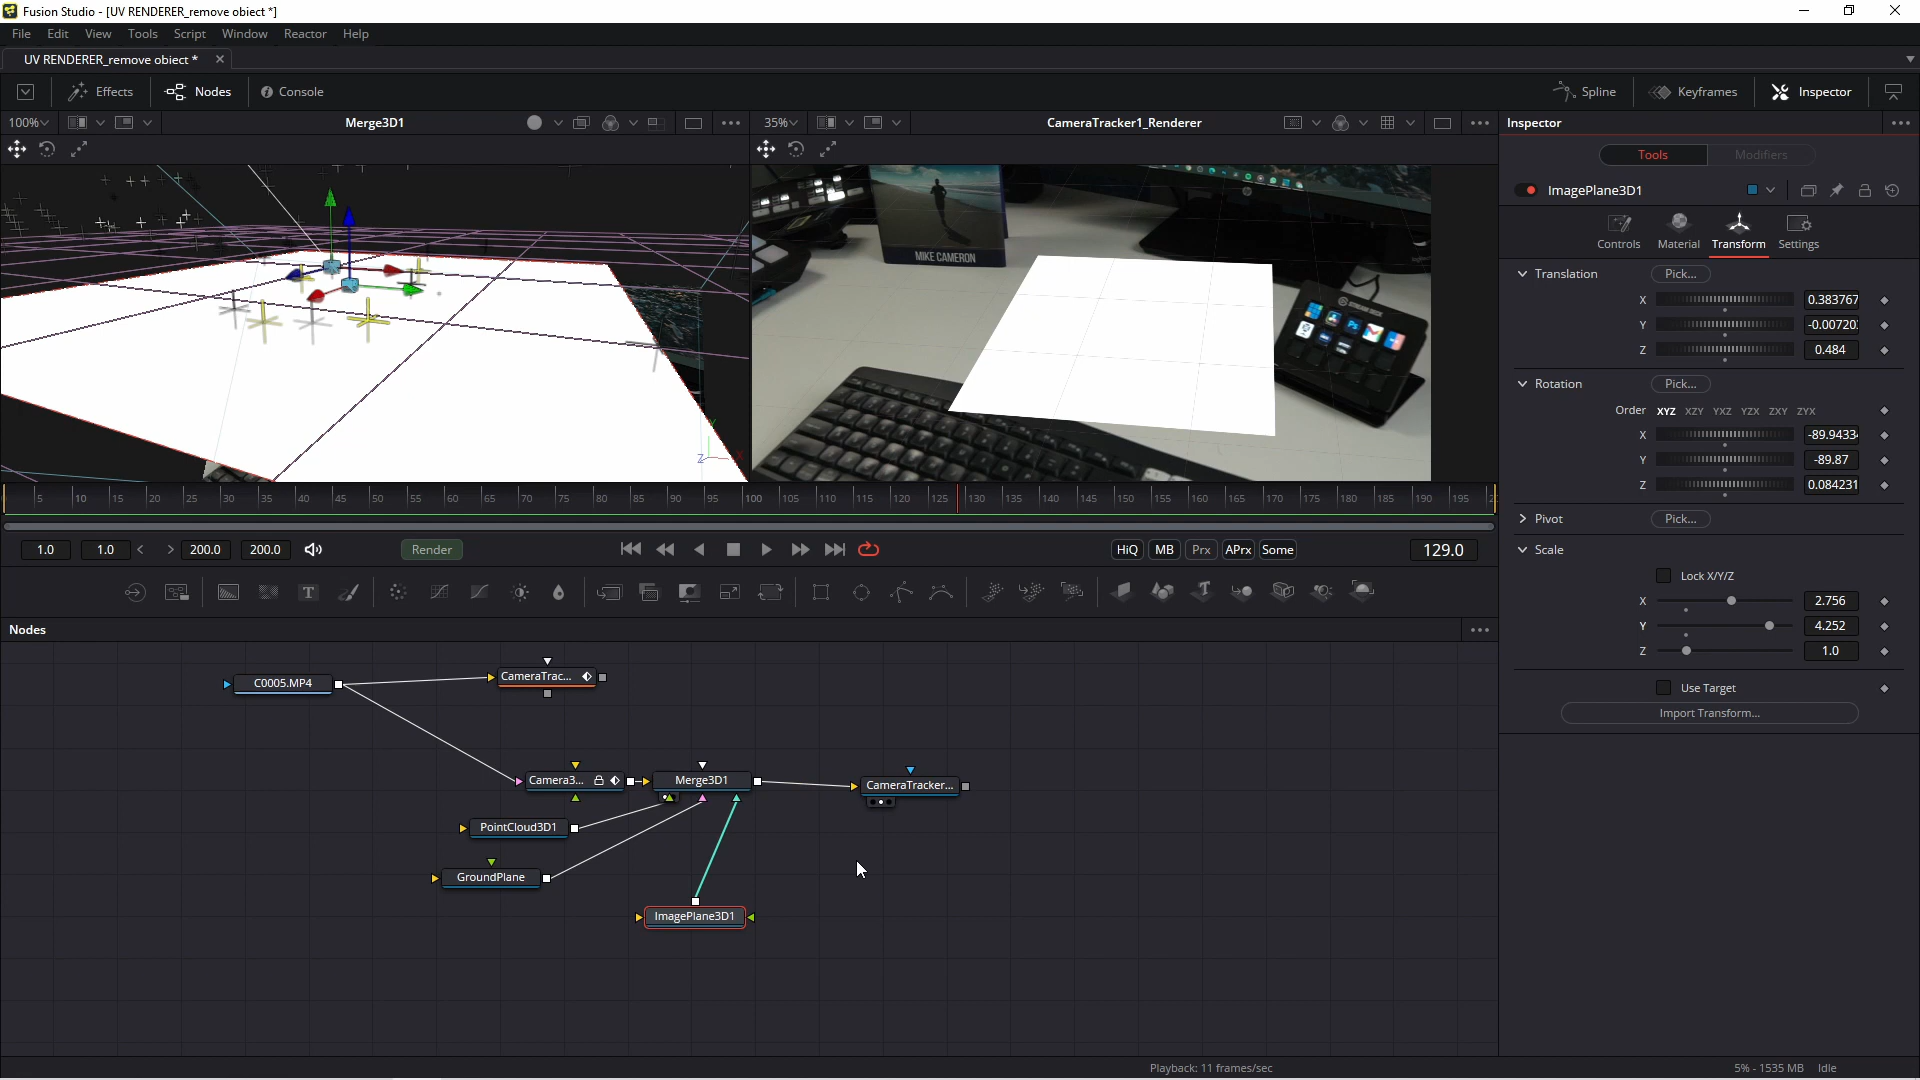 Fusion Studio - [UV RENDERER_remove obiect *]
File Edit View Tools Script Window Reactor Help
UV RENDERER_remove obiect *
Effects Nodes Console Spline Keyframes Inspector
100% Merge3D1 35% CameraTracker1_Renderer Inspector
Tools Modifiers
ImagePlane3D1
Controls Material Transform Settings
MIKE CAMERON
Translation Pick...
X 0.383767
Y -0.00720
Z 0.484
Rotation Pick...
Order XYZ XZY YXZ YZX ZXY ZYX
X -89.9433
Y -89.87
Z 0.084231
Pivot Pick...
Scale
Lock X/Y/Z
X 2.756
Y 4.252
Z 1.0
Use Target
Import Transform...
Z
5 10 15 20 25 30 35 40 45 50 55 60 65 70 75 80 85 90 95 100 105 110 115 120 125 130 135 140 145 150 155 160 165 170 175 180 185 190 195
1.0 1.0 200.0 200.0 Render HiQ MB Prx APrx Some 129.0
Nodes
C0005.MP4
CameraTrac...
Camera3...
Merge3D1
CameraTracker...
PointCloud3D1
GroundPlane
ImagePlane3D1
Playback: 11 frames/sec 5% - 1535 MB Idle